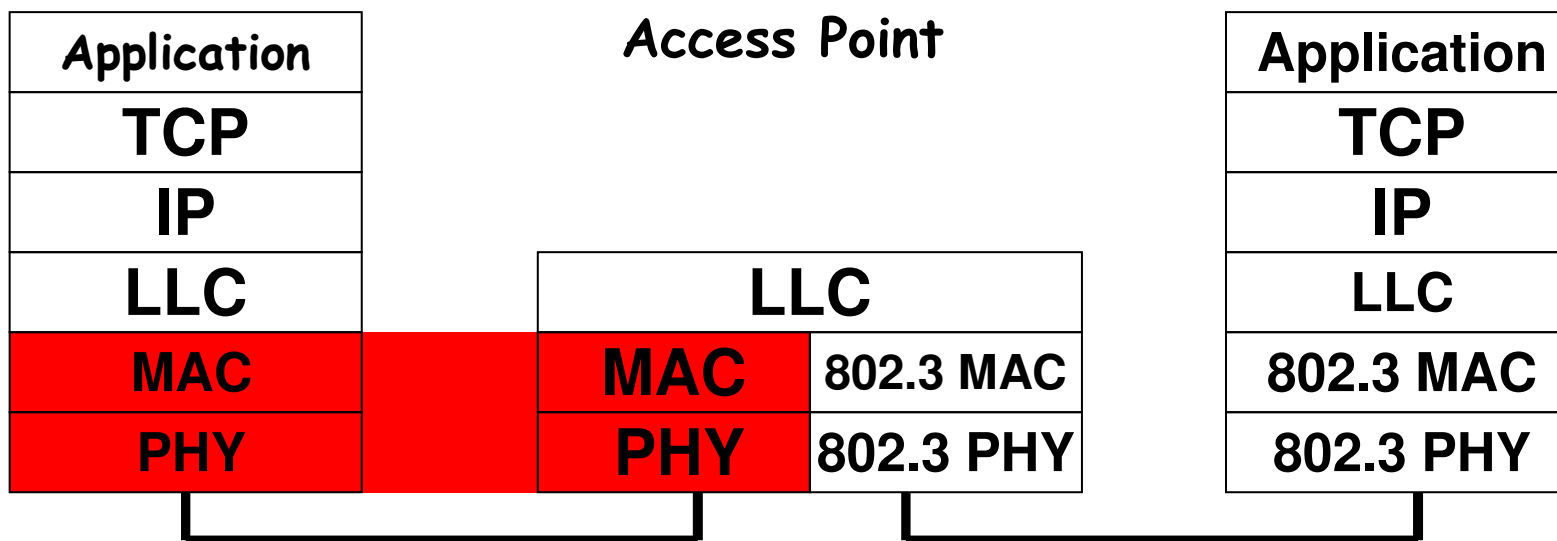 Access Point
Application
TCP
IP
LLC
MAC
PHY
LLC
MAC
802.3 MAC
PHY
802.3 PHY
Application
TCP
IP
LLC
802.3 MAC
802.3 PHY